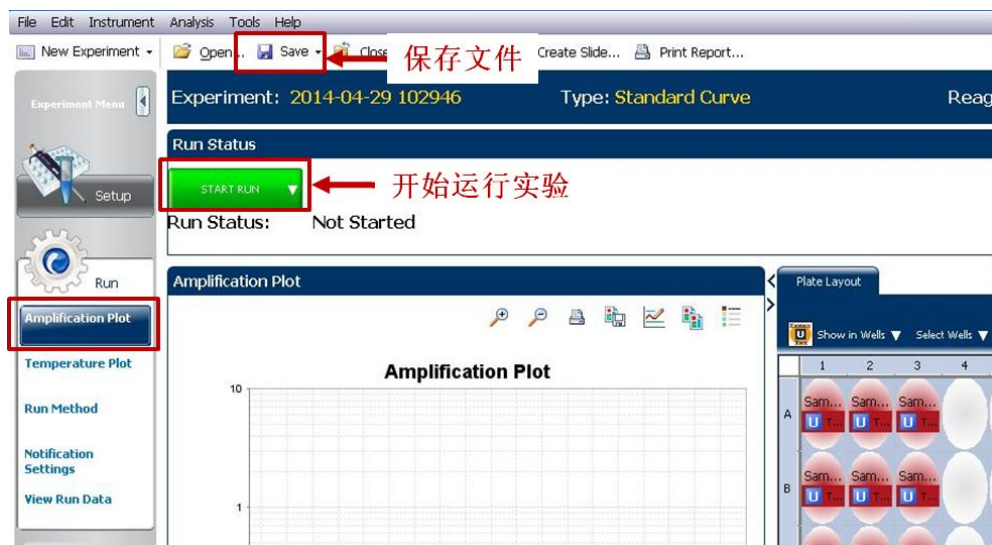 File Edit Instrument Analysis Tools Help
New Experiment Open... Save Close 保存文件 Create Slide... Print Report...
Experiment Menu
Experiment: 2014-04-29 102946 Type: Standard Curve Reag
Run Status
Setup
START RUN 开始运行实验
Run Status: Not Started
Run
Amplification Plot
Plate Layout
Amplification Plot
Show in Wells Select Wells
Temperature Plot
Amplification Plot
1 2 3 4
10
Run Method
A Sam... Sam... Sam...
U T... U T... U T...
Notification
Settings
View Run Data
B Sam... Sam... Sam...
U T... U T... U T...
1